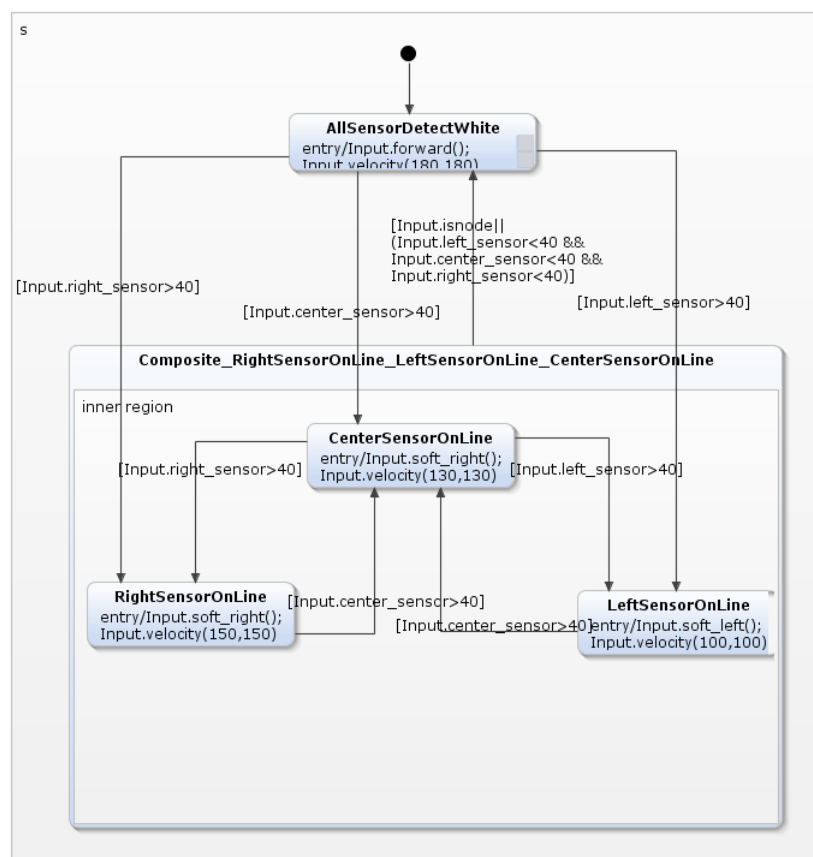 s
AllSensorDetectWhite
entry/Input.forward();
Input.velocity(180,180)
[Input.isnode||
(Input.left_sensor<40 &&
Input.center_sensor<40 &&
Input.right_sensor<40)]
[Input.right_sensor>40]
[Input.center_sensor>40]
[Input.left_sensor>40]
Composite_RightSensorOnLine_LeftSensorOnLine_CenterSensorOnLine
inner region
CenterSensorOnLine
entry/Input.soft_right();
Input.velocity(130,130)
[Input.right_sensor>40]
[Input.left_sensor>40]
RightSensorOnLine
entry/Input.soft_right();
Input.velocity(150,150)
[Input.center_sensor>40]
[Input.center_sensor>40]
LeftSensorOnLine
entry/Input.soft_left();
Input.velocity(100,100)